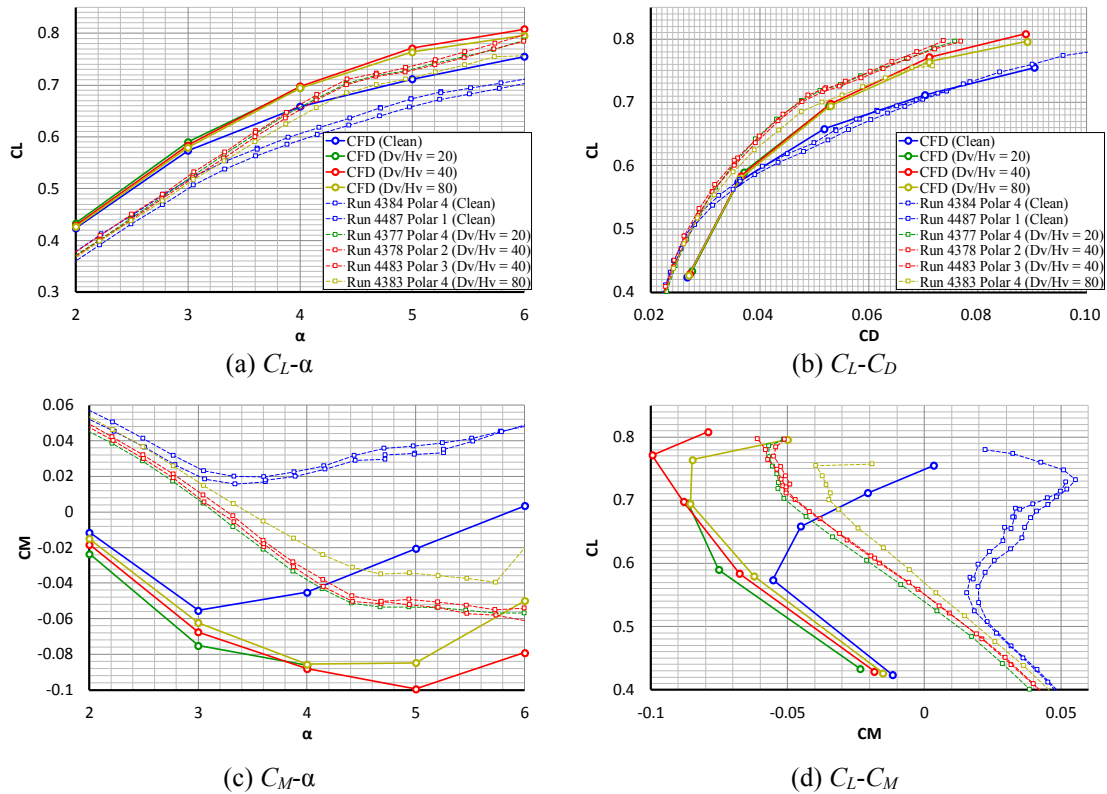 0.8
0.7
0.6
0.5
0.4
0.3
CL
2
3
4
5
6
α
CFD (Clean)
CFD (Dv/Hv = 20)
CFD (Dv/Hv = 40)
CFD (Dv/Hv = 80)
Run 4384 Polar 4 (Clean)
Run 4487 Polar 1 (Clean)
Run 4377 Polar 4 (Dv/Hv = 20)
Run 4378 Polar 2 (Dv/Hv = 40)
Run 4483 Polar 3 (Dv/Hv = 40)
Run 4383 Polar 4 (Dv/Hv = 80)
(a) C_L-α
0.8
0.7
0.6
0.5
0.4
CL
0.02
0.04
0.06
0.08
0.10
CD
CFD (Clean)
CFD (Dv/Hv = 20)
CFD (Dv/Hv = 40)
CFD (Dv/Hv = 80)
Run 4384 Polar 4 (Clean)
Run 4487 Polar 1 (Clean)
Run 4377 Polar 4 (Dv/Hv = 20)
Run 4378 Polar 2 (Dv/Hv = 40)
Run 4483 Polar 3 (Dv/Hv = 40)
Run 4383 Polar 4 (Dv/Hv = 80)
(b) C_L-C_D
0.06
0.04
0.02
0
-0.02
-0.04
-0.06
-0.08
-0.1
CM
2
3
4
5
6
α
(c) C_M-α
0.8
0.7
0.6
0.5
0.4
CL
-0.1
-0.05
0
0.05
CM
(d) C_L-C_M